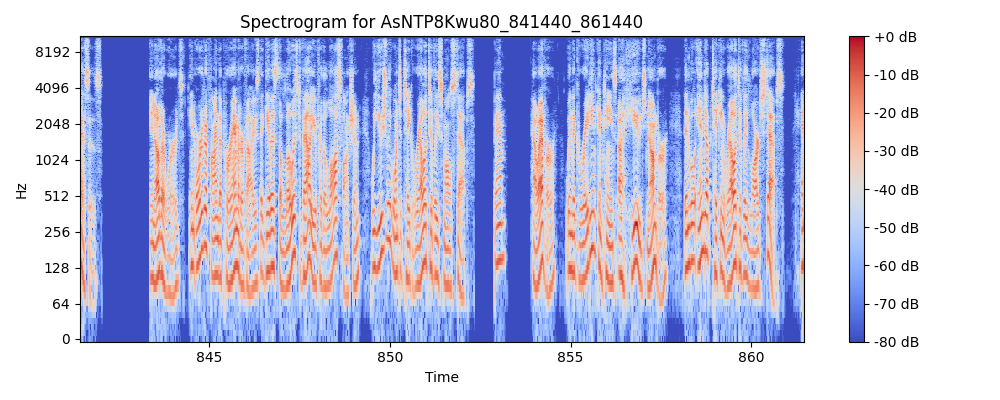 Spectrogram for AsNTP8Kwu80_841440_861440
8192
4096
2048
1024
512
256
128
64
0
Hz
845
850
855
860
Time
+0 dB
-10 dB
-20 dB
-30 dB
-40 dB
-50 dB
-60 dB
-70 dB
-80 dB